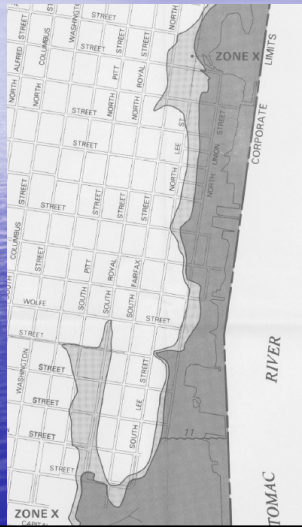 STREET
NORTH
ALFRED
COLUMBUS
NORTH
WASHINGTON
STREET
STREET
NORTH
PITT
NORTH
ROYAL
ZONE X
LIMITS
CORPORATE
STREET
STREET
UNION
NORTH
ST
LEE
NORTH
STREET
STREET
STREET
STREET
STREET
COLUMBUS
STREET
SOUTH
PITT
SOUTH
ROYAL
SOUTH
FAIRFAX
WOLFE
STREET
STREET
WASHINGTON
STREET
STREET
STREET
STREET
STREET
LEE
SOUTH
11
RIVER
TOMAC
ZONE X